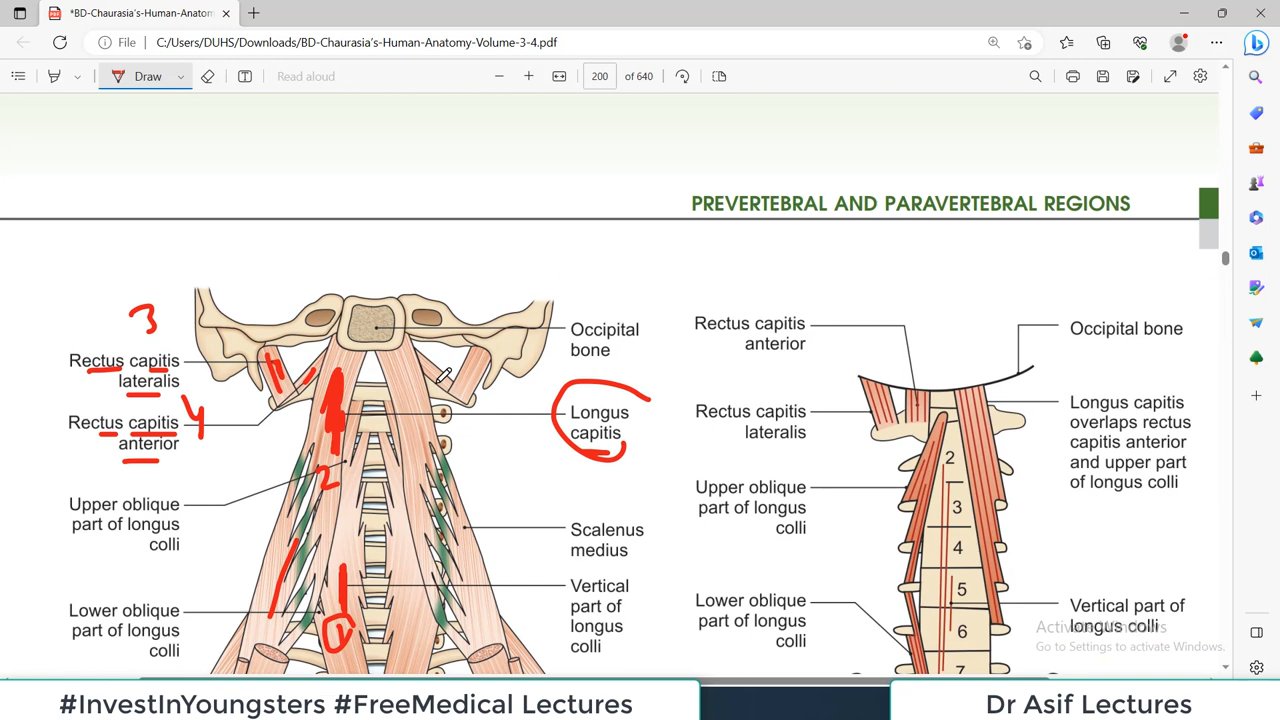 *BD-Chaurasia's-Human-Anatom
File
C:/Users/DUHS/Downloads/BD-Chaurasia's-Human-Anatomy-Volume-3-4.pdf
Draw
Read aloud
200
of 640
PREVERTEBRAL AND PARAVERTEBRAL REGIONS
3
Rectus capitis
lateralis
4
Rectus capitis
anterior
2
Upper oblique
part of longus
colli
Lower oblique
part of longus
colli
1
Occipital
bone
Longus
capitis
Scalenus
medius
Vertical
part of
longus
colli
Rectus capitis
anterior
Rectus capitis
lateralis
Upper oblique
part of longus
colli
Lower oblique
part of longus
colli
2
3
4
5
6
7
Occipital bone
Longus capitis
overlaps rectus
capitis anterior
and upper part
of longus colli
Vertical part of
longus colli
Activate Windows
Go to Settings to activate Windows.
#InvestInYoungsters #FreeMedical Lectures
Dr Asif Lectures